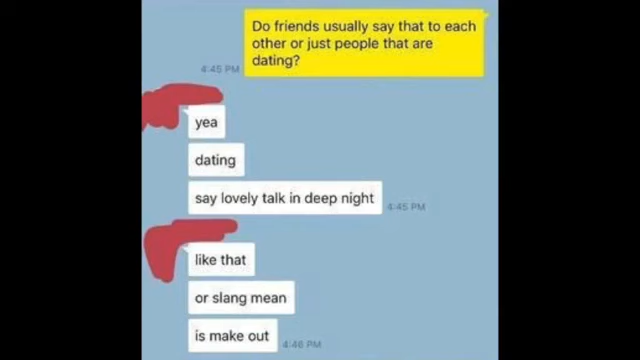 Do friends usually say that to each
other or just people that are
dating?
4:45 PM
yea
dating
say lovely talk in deep night
4:45 PM
like that
or slang mean
is make out
4:46 PM